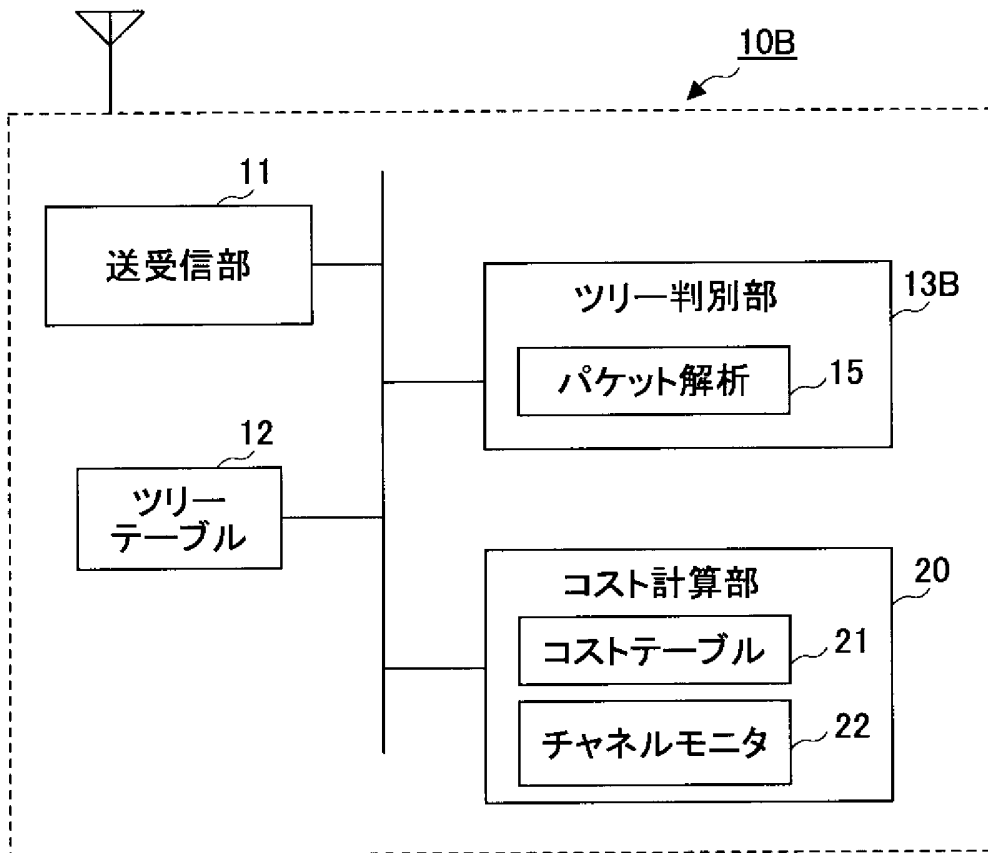 10B
11
送受信部
ツリー判別部
13B
パケット解析
15
12
ツリー
テーブル
コスト計算部
20
コストテーブル
21
チャネルモニタ
22